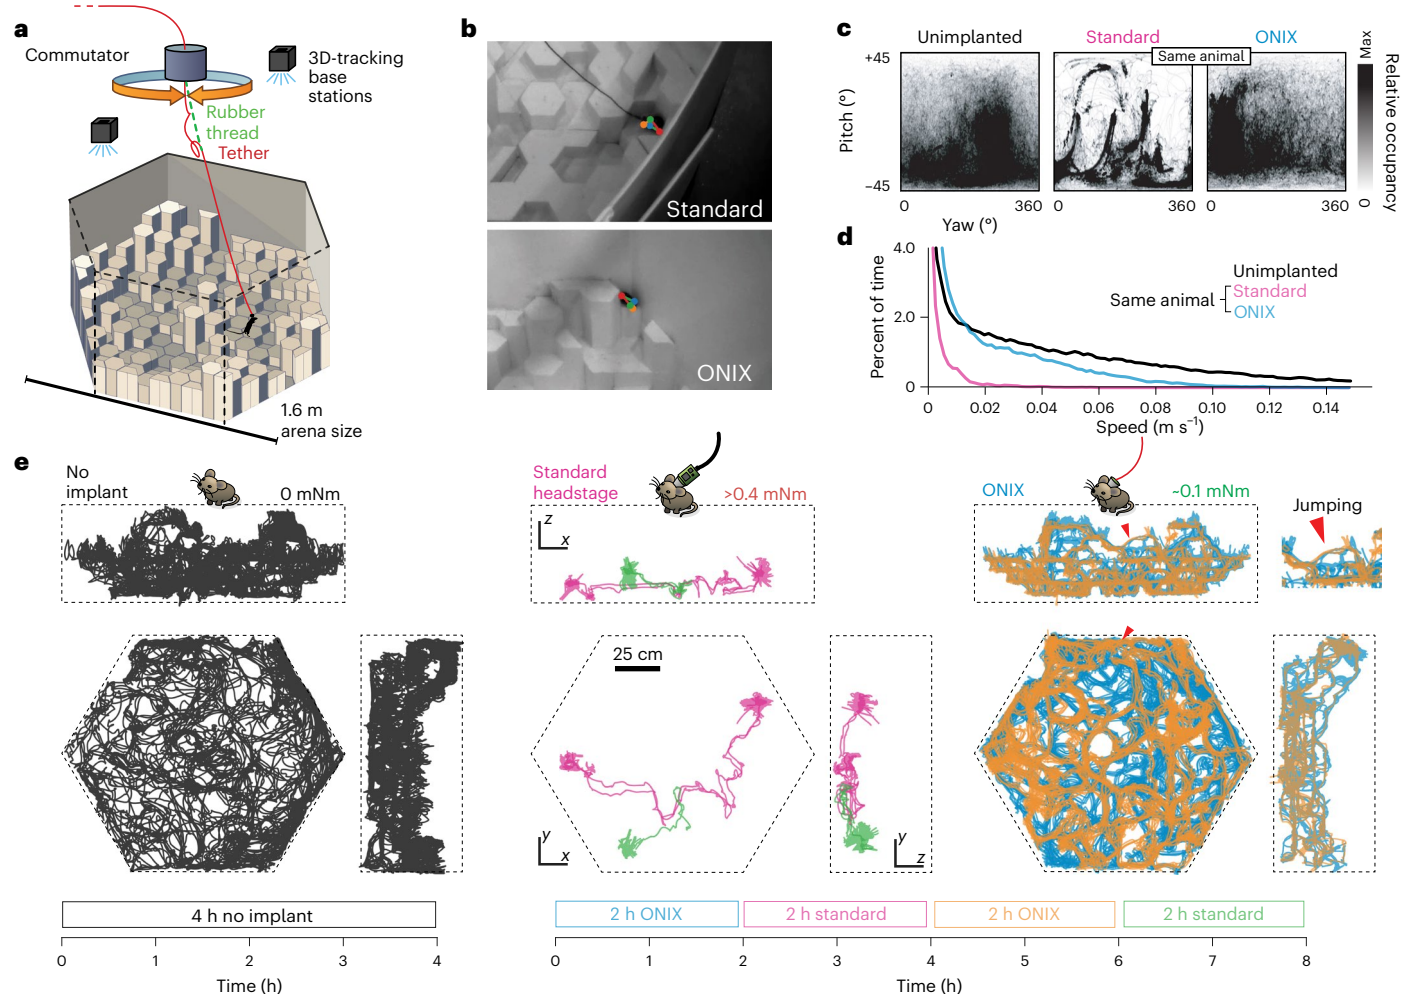 a
Commutator
3D-tracking
base
stations
Rubber
thread
Tether
1.6 m
arena size
b
Standard
ONIX
c
Unimplanted
Standard
ONIX
Same animal
+45
Pitch (°)
−45
0
360
0
360
0
360
Yaw (°)
Max
0
Relative occupancy
d
4.0
2.0
0
Percent of time
Unimplanted
Same animal
Standard
ONIX
0
0.02
0.04
0.06
0.08
0.10
0.12
0.14
Speed (m s⁻¹)
e
No
implant
0 mNm
Standard
headstage
>0.4 mNm
z
x
ONIX
~0.1 mNm
Jumping
25 cm
y
x
y
z
4 h no implant
0
1
2
3
4
Time (h)
2 h ONIX
2 h standard
2 h ONIX
2 h standard
0
1
2
3
4
5
6
7
8
Time (h)